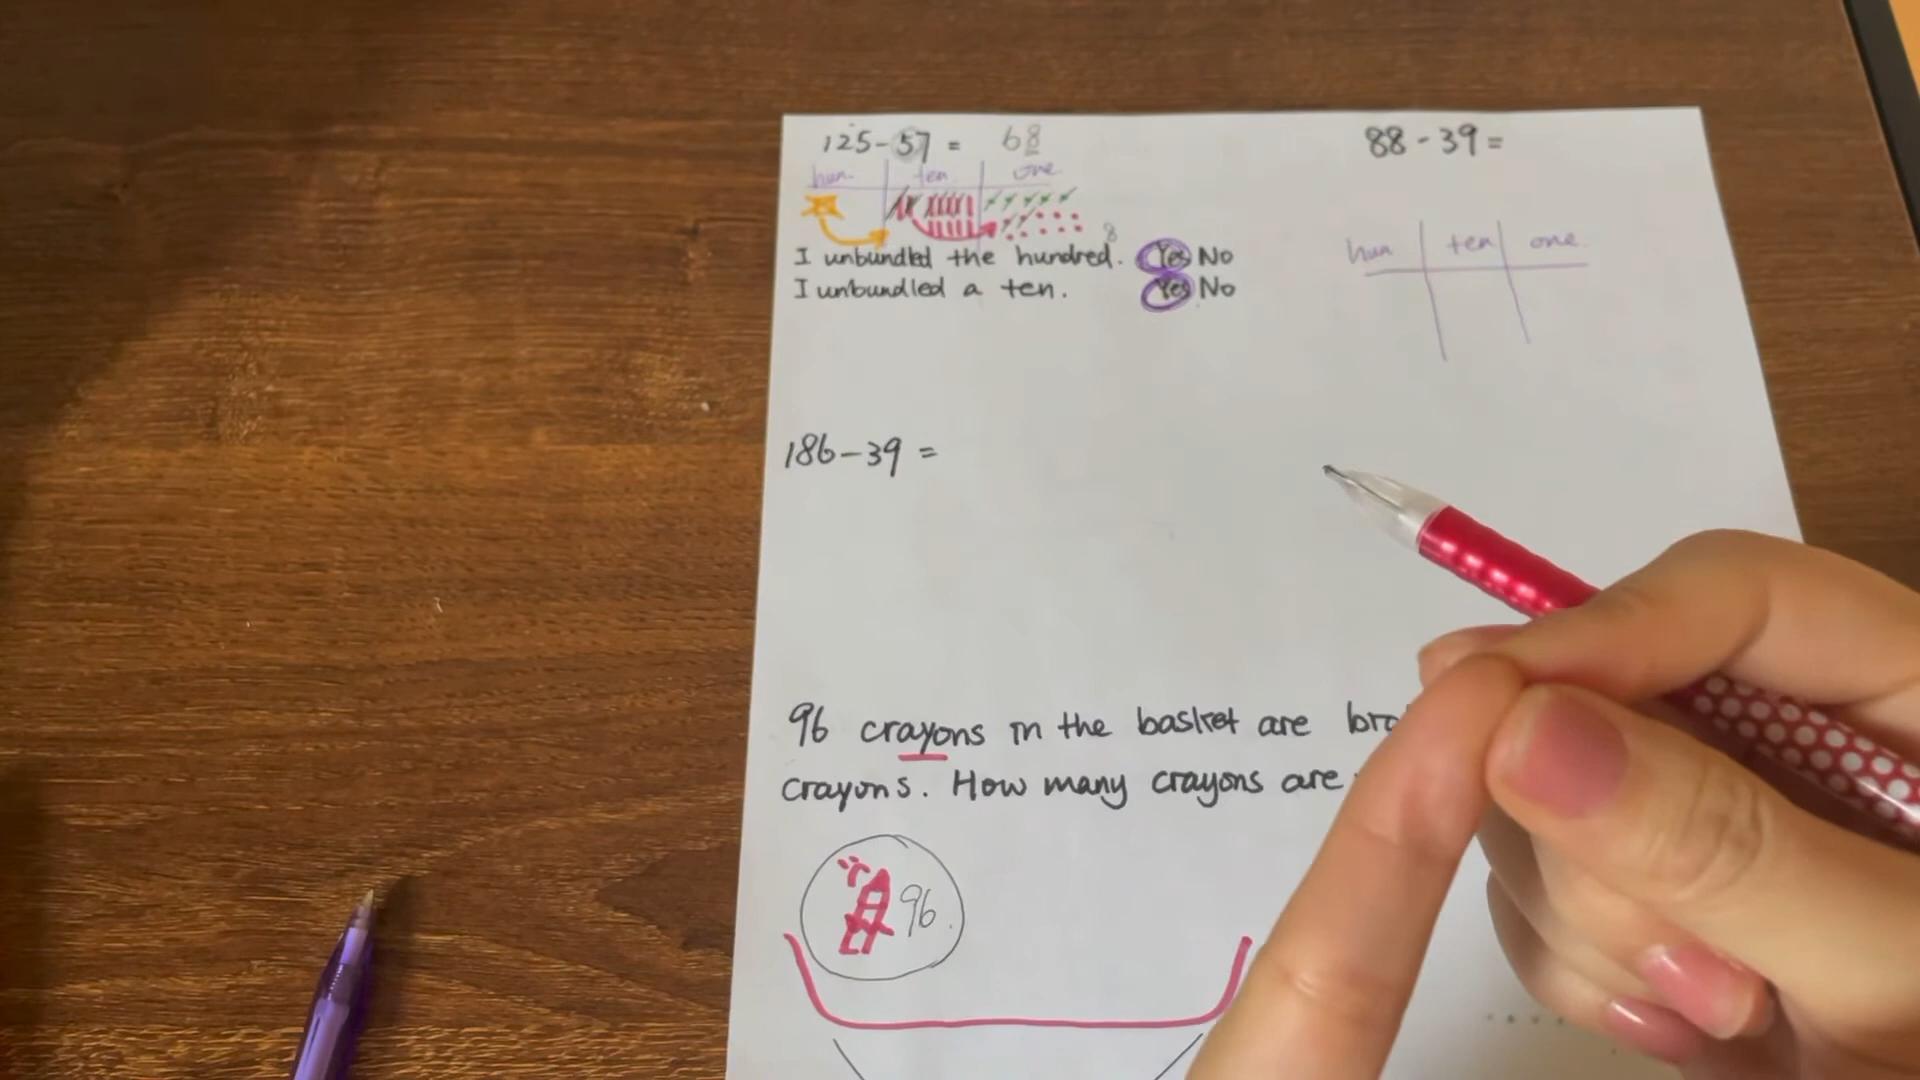 125-57 = 68
hun ten one
8
I unbundled the hundred. Yes No
I unbundled a ten. Yes No
88-39=
hun ten one
186-39 =
96 crayons in the basket are
crayons. How many crayons are
96